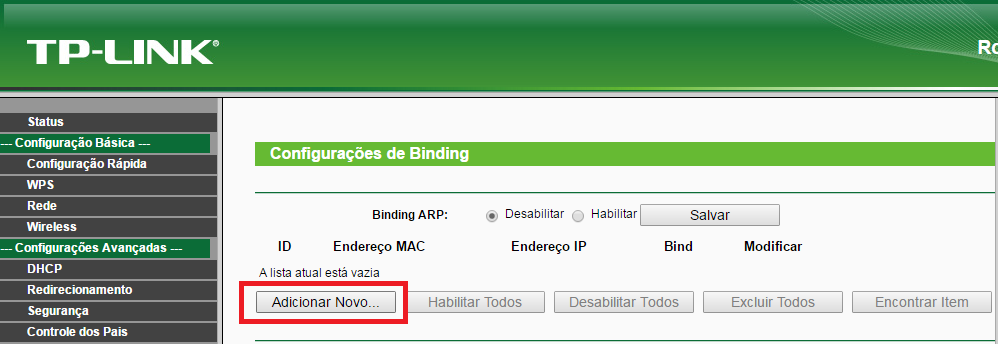 TP-LINK®
Status
--- Configuração Básica ---
Configuração Rápida
WPS
Rede
Wireless
--- Configurações Avançadas ---
DHCP
Redirecionamento
Segurança
Controle dos Pais
Configurações de Binding
Binding ARP: Desabilitar Habilitar Salvar
ID Endereço MAC Endereço IP Bind Modificar
A lista atual está vazia
Adicionar Novo... Habilitar Todos Desabilitar Todos Excluir Todos Encontrar Item